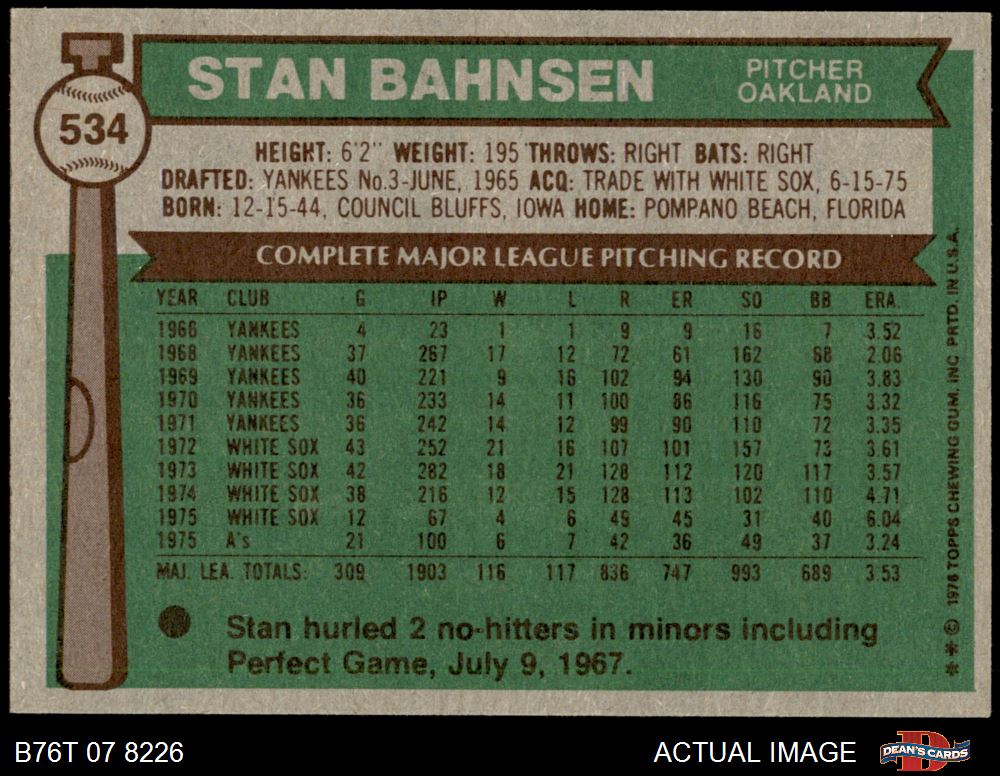 STAN BAHNSEN
PITCHER
OAKLAND
534
HEIGHT: 6'2" WEIGHT: 195 THROWS: RIGHT BATS: RIGHT
DRAFTED: YANKEES No.3-JUNE, 1965 ACQ: TRADE WITH WHITE SOX, 6-15-75
BORN: 12-15-44, COUNCIL BLUFFS, IOWA HOME: POMPANO BEACH, FLORIDA
COMPLETE MAJOR LEAGUE PITCHING RECORD
YEAR CLUB G IP W L R ER SO BB ERA.
1966 YANKEES 4 23 1 1 9 9 16 7 3.52
1968 YANKEES 37 267 17 12 72 61 162 68 2.06
1969 YANKEES 40 221 9 16 102 94 130 90 3.83
1970 YANKEES 36 233 14 11 100 86 116 75 3.32
1971 YANKEES 36 242 14 12 99 90 110 72 3.35
1972 WHITE SOX 43 252 21 16 107 101 157 73 3.61
1973 WHITE SOX 42 282 18 21 128 112 120 117 3.57
1974 WHITE SOX 38 216 12 15 128 113 102 110 4.71
1975 WHITE SOX 12 67 4 6 49 45 31 40 6.04
1975 A's 21 100 6 7 42 36 49 37 3.24
MAJ. LEA. TOTALS: 309 1903 116 117 836 747 993 689 3.53
Stan hurled 2 no-hitters in minors including
Perfect Game, July 9, 1967.
** © 1976 TOPPS CHEWING GUM, INC. PRTD. IN U.S.A.
B76T 07 8226
ACTUAL IMAGE
D
DEAN'S CARDS